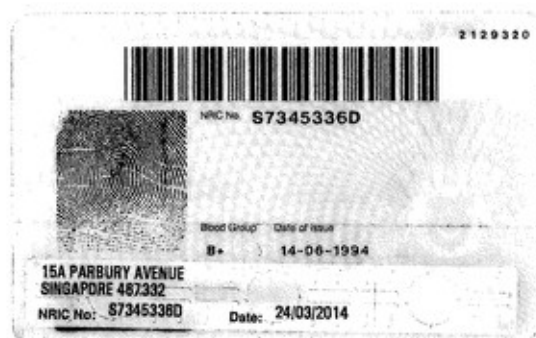 2129320
NRIC No. S7345336D
Blood Group Date of issue
B+ 14-06-1994
15A PARBURY AVENUE
SINGAPORE 487332
NRIC No: S7345336D Date: 24/03/2014